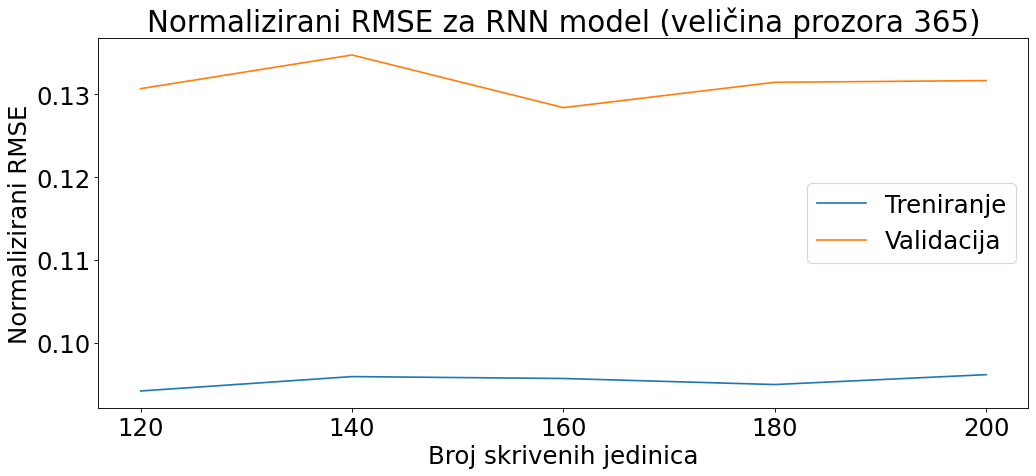 Normalizirani RMSE za RNN model (veličina prozora 365)
Normalizirani RMSE
0.13
0.12
0.11
0.10
Treniranje
Validacija
120 140 160 180 200
Broj skrivenih jedinica